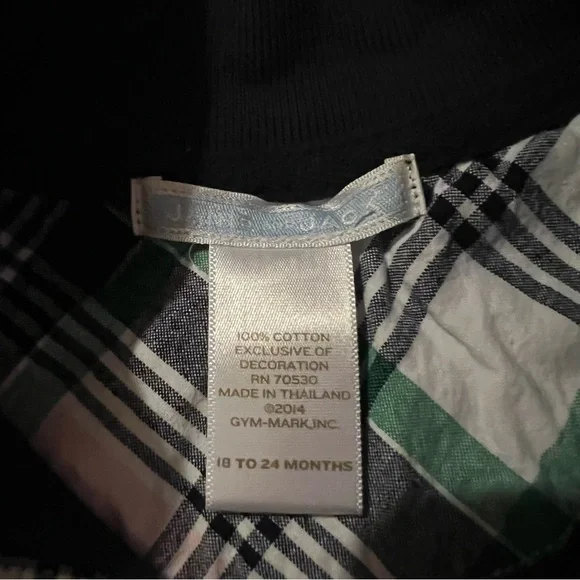 100% COTTON
EXCLUSIVE OF
DECORATION
RN 70530
MADE IN THAILAND
©2014
GYM-MARK, INC.
18 TO 24 MONTHS